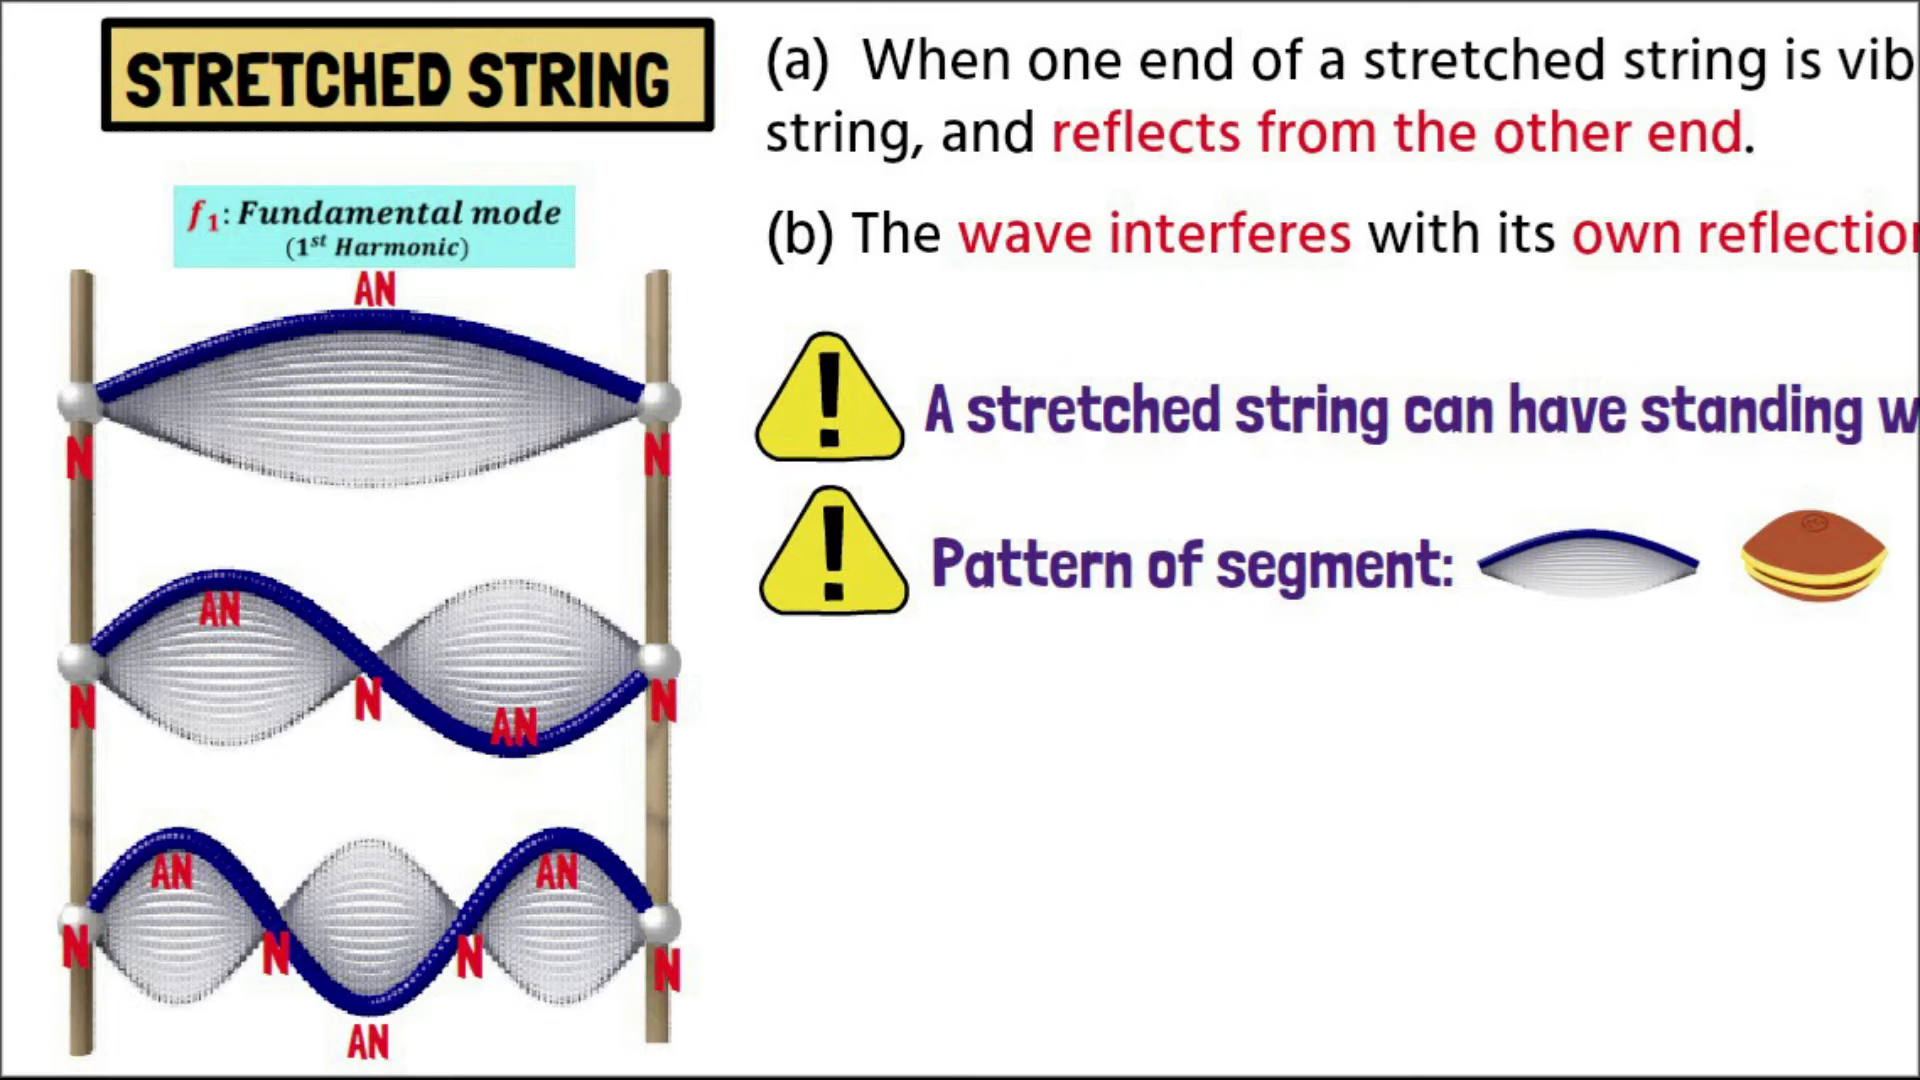 STRETCHED STRING
f₁: Fundamental mode
(1ˢᵗ Harmonic)
AN
N
N
AN
N
N
AN
N
AN
AN
N
N
N
N
AN
(a) When one end of a stretched string is vib
string, and reflects from the other end.
(b) The wave interferes with its own reflection
A stretched string can have standing w
Pattern of segment: